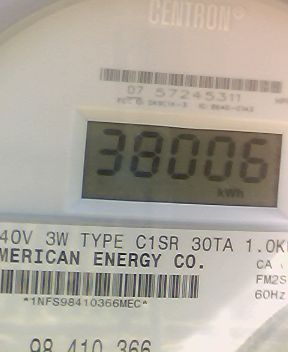 CENTRON®
07 57245311
38006
kWh
40V 3W TYPE C1SR 30TA 1.0K
MERICAN ENERGY CO.
CA
FM2S
60Hz
*1NFS98410366MEC*
98 410 366